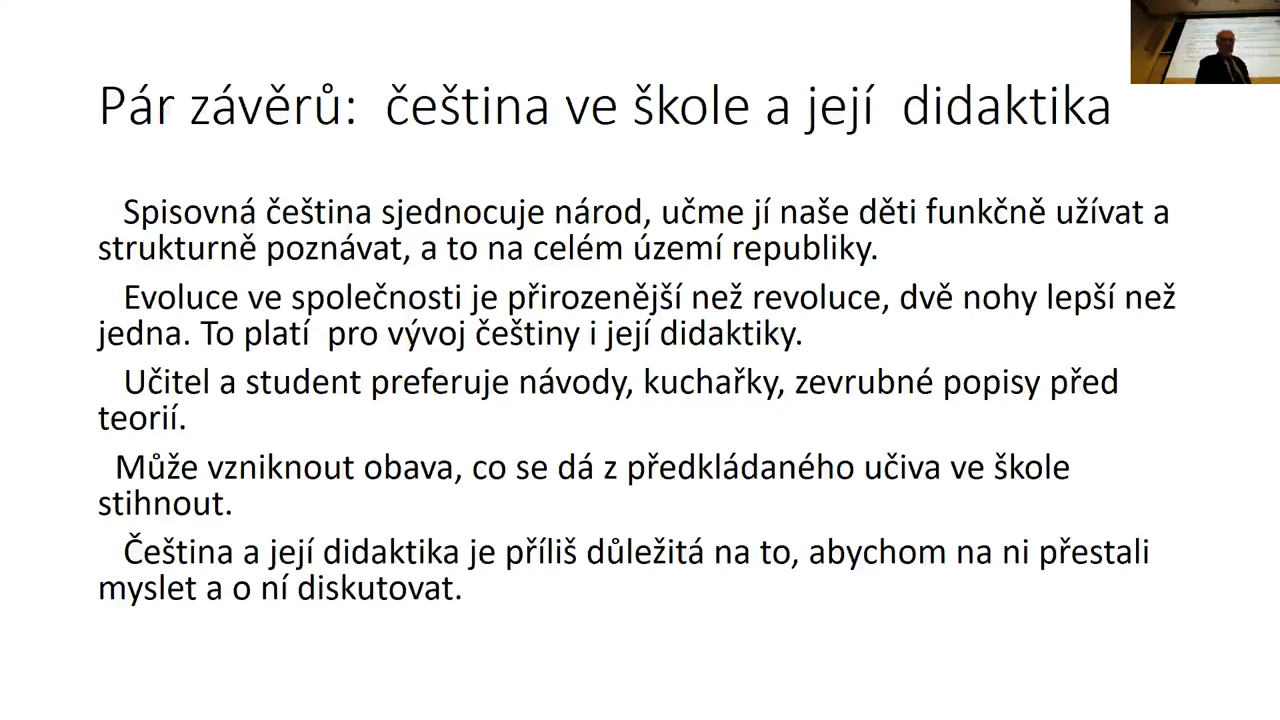 Pár závěrů:  čeština ve škole a její  didaktika
Spisovná čeština sjednocuje národ, učme jí naše děti funkčně užívat a
strukturně poznávat, a to na celém území republiky.
Evoluce ve společnosti je přirozenější než revoluce, dvě nohy lepší než
jedna. To platí  pro vývoj češtiny i její didaktiky.
Učitel a student preferuje návody, kuchařky, zevrubné popisy před
teorií.
Může vzniknout obava, co se dá z předkládaného učiva ve škole
stihnout.
Čeština a její didaktika je příliš důležitá na to, abychom na ni přestali
myslet a o ní diskutovat.